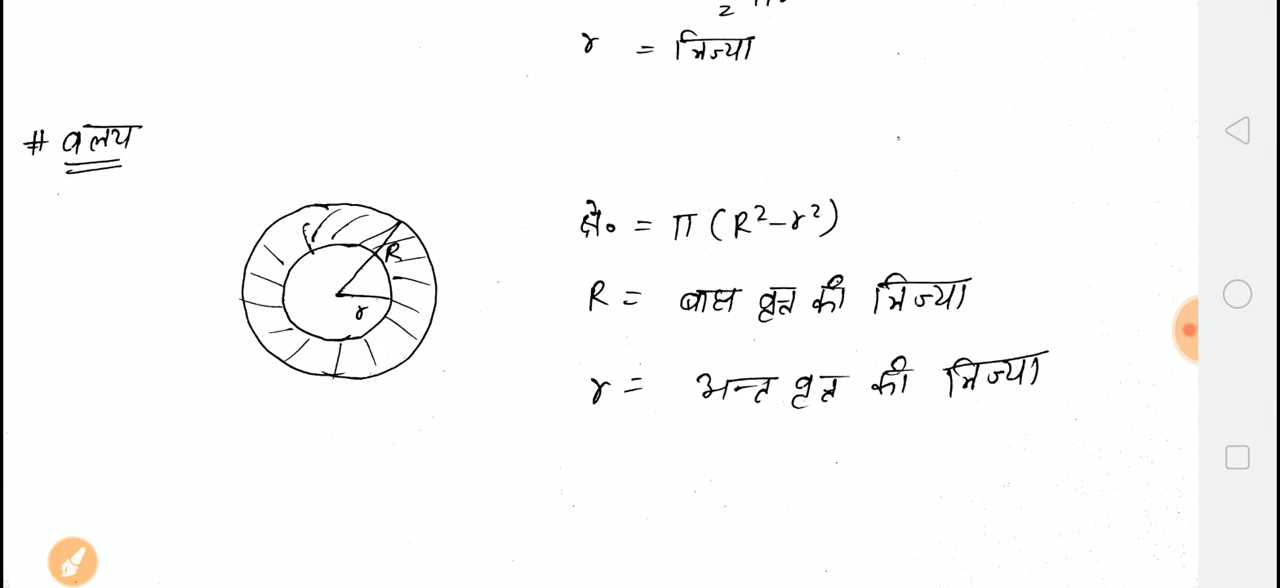 r = त्रिज्या
# वलय
क्षे० = π (R²-r²)
R
r
R = बाह्य वृत्त की त्रिज्या
r = अन्त वृत्त की त्रिज्या